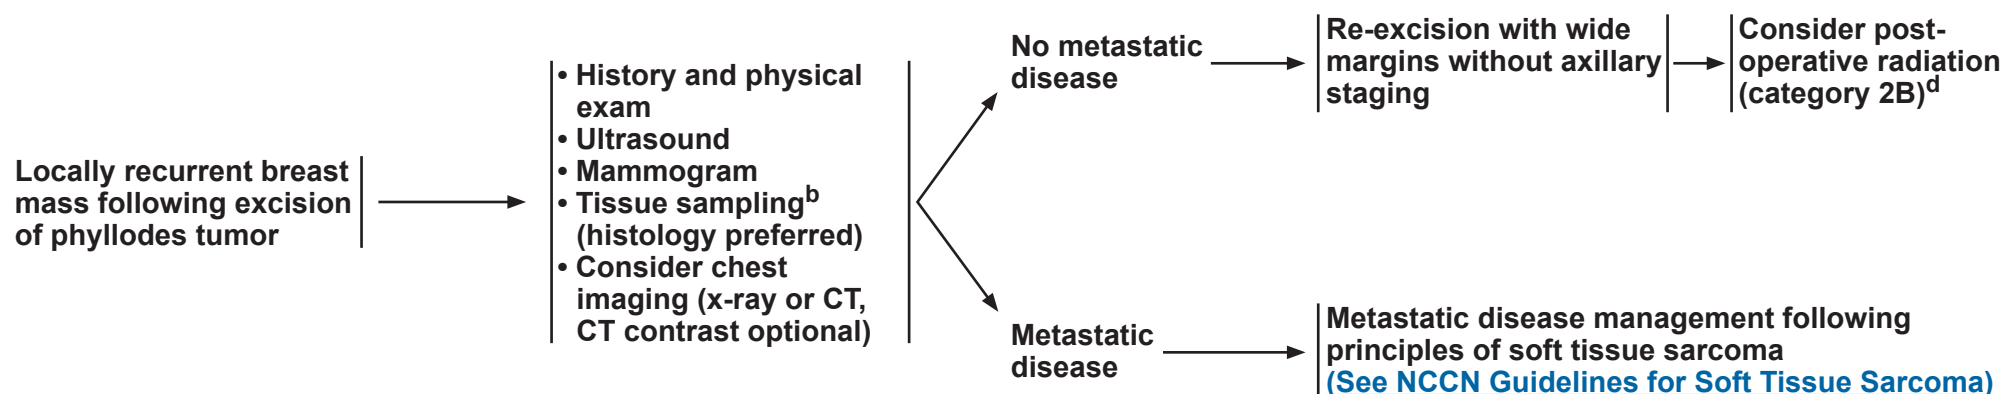 Locally recurrent breast
mass following excision
of phyllodes tumor
• History and physical
exam
• Ultrasound
• Mammogram
• Tissue samplingb
(histology preferred)
• Consider chest
imaging (x-ray or CT,
CT contrast optional)
No metastatic
disease
Re-excision with wide
margins without axillary
staging
Consider post-
operative radiation
(category 2B)d
Metastatic
disease
Metastatic disease management following
principles of soft tissue sarcoma
(See NCCN Guidelines for Soft Tissue Sarcoma)